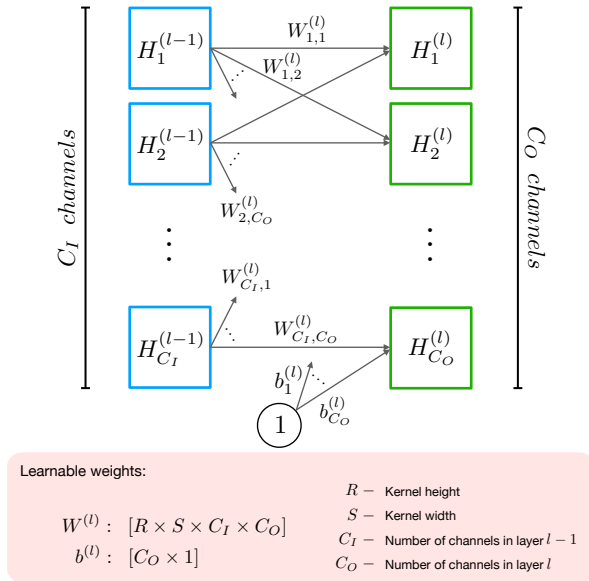 W_{1,1}^{(l)}
H_1^{(l-1)}
H_1^{(l)}
W_{1,2}^{(l)}
H_2^{(l-1)}
H_2^{(l)}
W_{2,C_O}^{(l)}
C_I channels
C_O channels
W_{C_I,1}^{(l)}
W_{C_I,C_O}^{(l)}
H_{C_I}^{(l-1)}
H_{C_O}^{(l)}
b_1^{(l)}
b_{C_O}^{(l)}
1
Learnable weights:
W^{(l)} : [R × S × C_I × C_O]
b^{(l)} : [C_O × 1]
R – Kernel height
S – Kernel width
C_I – Number of channels in layer l − 1
C_O – Number of channels in layer l